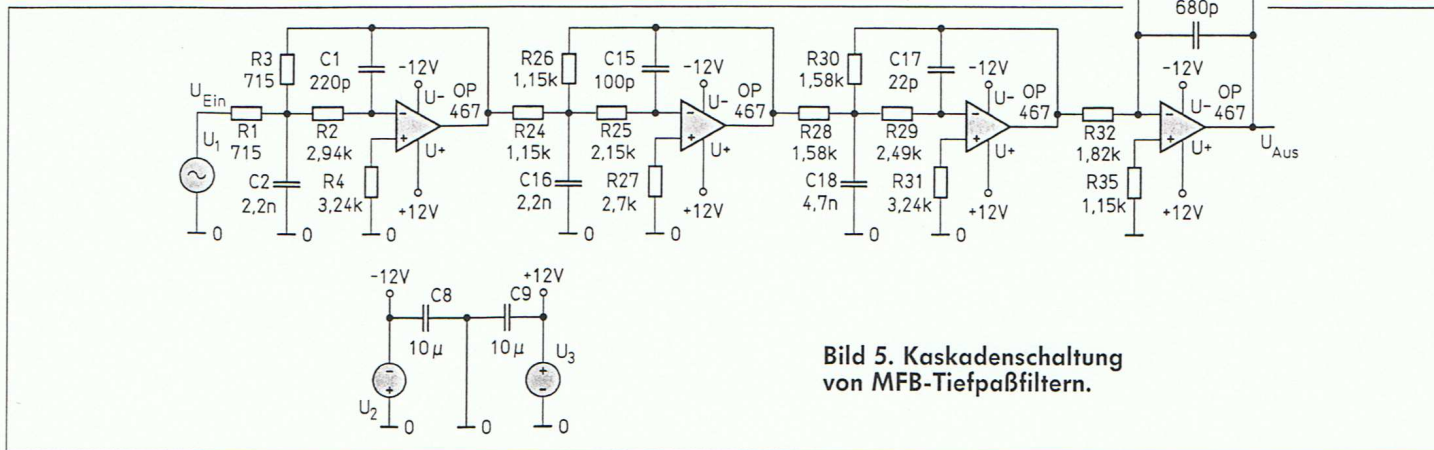 680p
R3
715
C1
220p
-12V
U-
OP
467
U_Ein
U_1
R1
715
R2
2,94k
U+
C2
2,2n
R4
3,24k
+12V
0
0
0
R26
1,15k
C15
100p
-12V
U-
OP
467
R24
1,15k
R25
2,15k
U+
C16
2,2n
R27
2,7k
+12V
0
0
R30
1,58k
C17
22p
-12V
U-
OP
467
R28
1,58k
R29
2,49k
U+
C18
4,7n
R31
3,24k
+12V
0
0
-12V
U-
OP
467
R32
1,82k
U+
R35
1,15k
+12V
U_Aus
-12V
+12V
C8
C9
10µ
10µ
U_3
U_2
0
0
0
Bild 5. Kaskadenschaltung
von MFB-Tiefpaßfiltern.